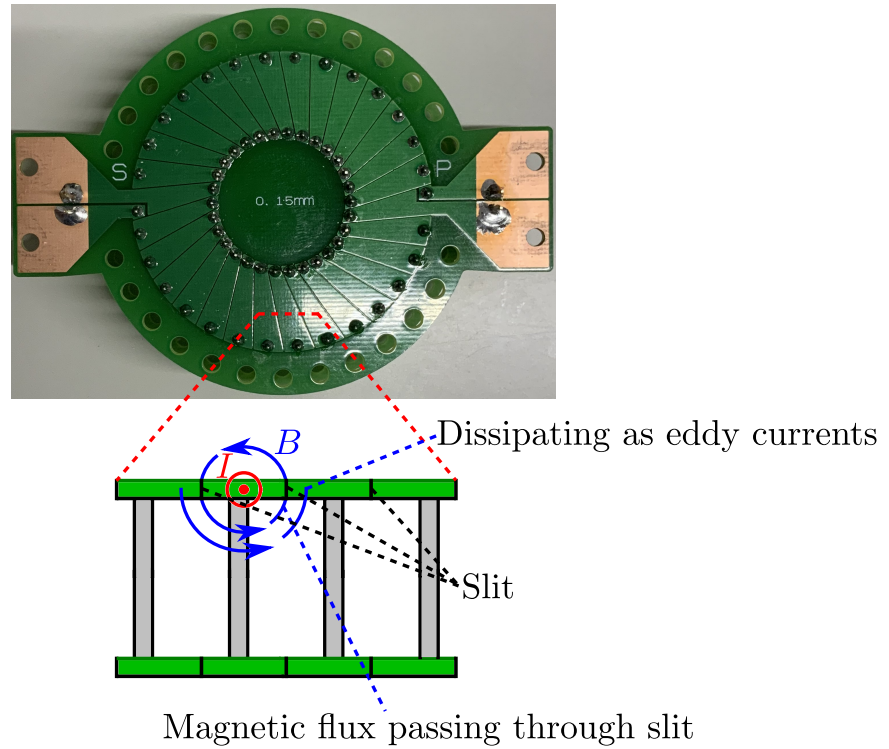 S
P
0. 15mm
Dissipating as eddy currents
B
I
Slit
Magnetic flux passing through slit